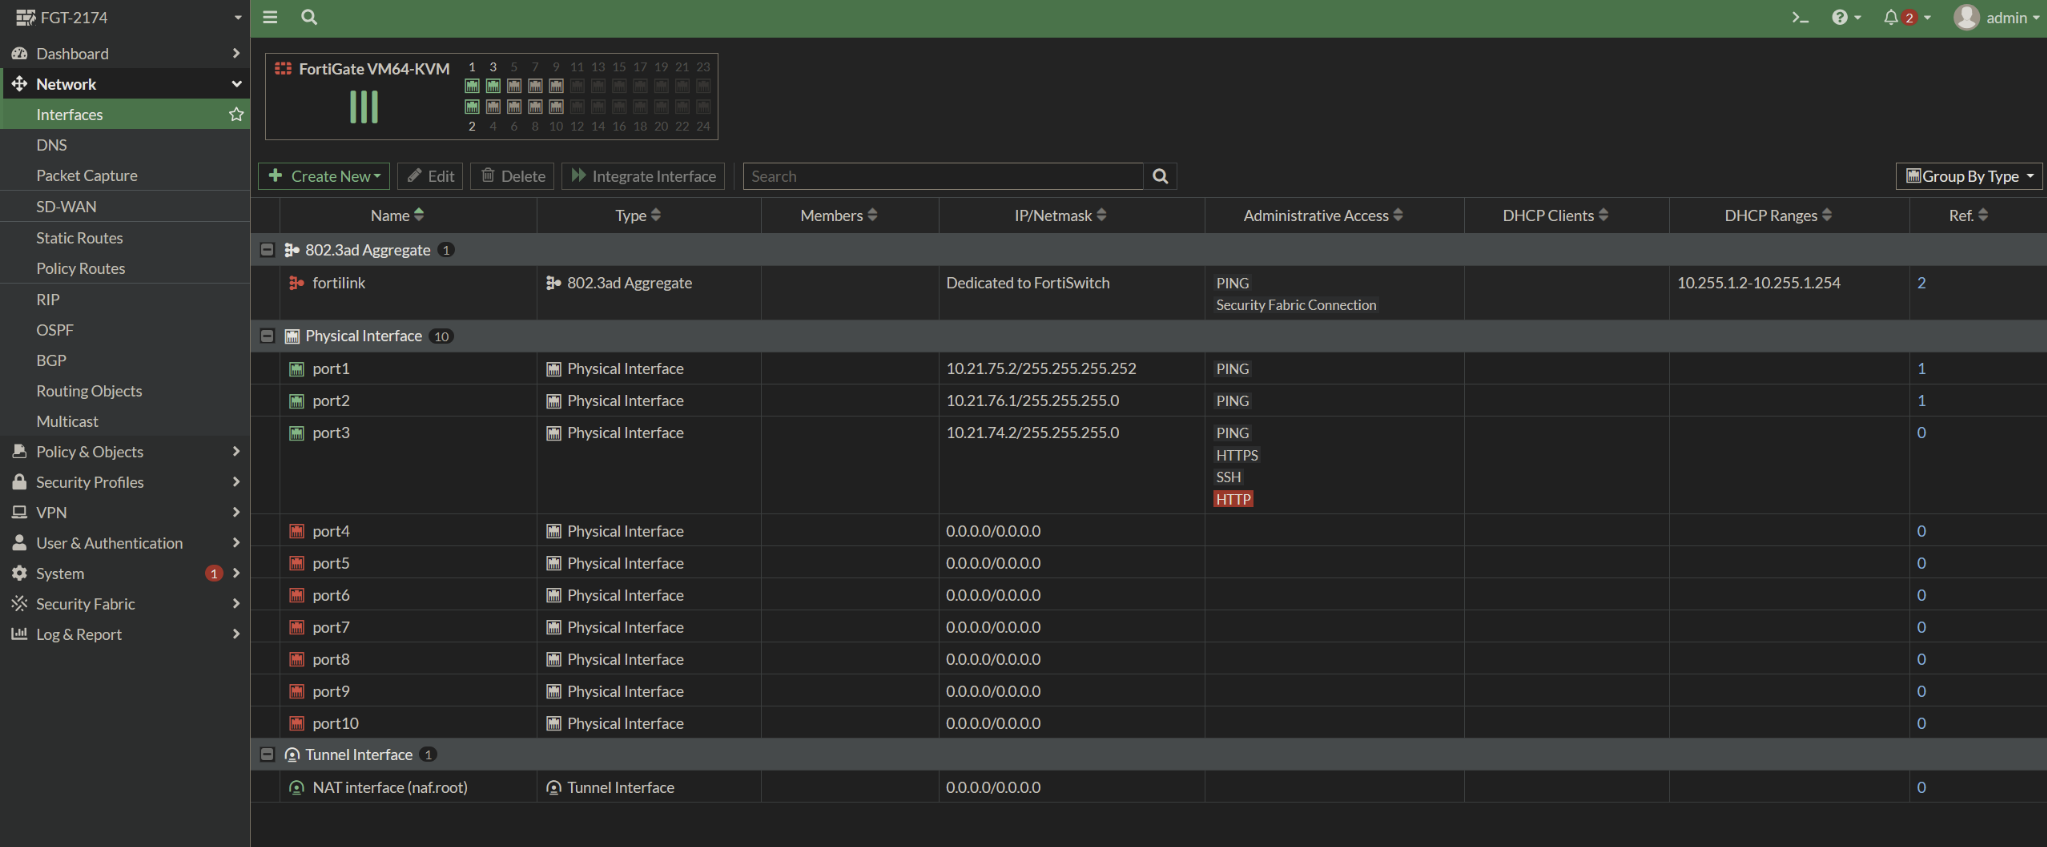 FGT-2174
2
admin
Dashboard
Network
Interfaces
DNS
Packet Capture
SD-WAN
Static Routes
Policy Routes
RIP
OSPF
BGP
Routing Objects
Multicast
Policy & Objects
Security Profiles
VPN
User & Authentication
System 1
Security Fabric
Log & Report
FortiGate VM64-KVM
1 3 5 7 9 11 13 15 17 19 21 23
2 4 6 8 10 12 14 16 18 20 22 24
Create New Edit Delete Integrate Interface Search Group By Type
Name Type Members IP/Netmask Administrative Access DHCP Clients DHCP Ranges Ref.
802.3ad Aggregate 1
fortilink 802.3ad Aggregate Dedicated to FortiSwitch PING 10.255.1.2-10.255.1.254 2
Security Fabric Connection
Physical Interface 10
port1 Physical Interface 10.21.75.2/255.255.255.252 PING 1
port2 Physical Interface 10.21.76.1/255.255.255.0 PING 1
port3 Physical Interface 10.21.74.2/255.255.255.0 PING 0
HTTPS
SSH
HTTP
port4 Physical Interface 0.0.0.0/0.0.0.0 0
port5 Physical Interface 0.0.0.0/0.0.0.0 0
port6 Physical Interface 0.0.0.0/0.0.0.0 0
port7 Physical Interface 0.0.0.0/0.0.0.0 0
port8 Physical Interface 0.0.0.0/0.0.0.0 0
port9 Physical Interface 0.0.0.0/0.0.0.0 0
port10 Physical Interface 0.0.0.0/0.0.0.0 0
Tunnel Interface 1
NAT interface (naf.root) Tunnel Interface 0.0.0.0/0.0.0.0 0